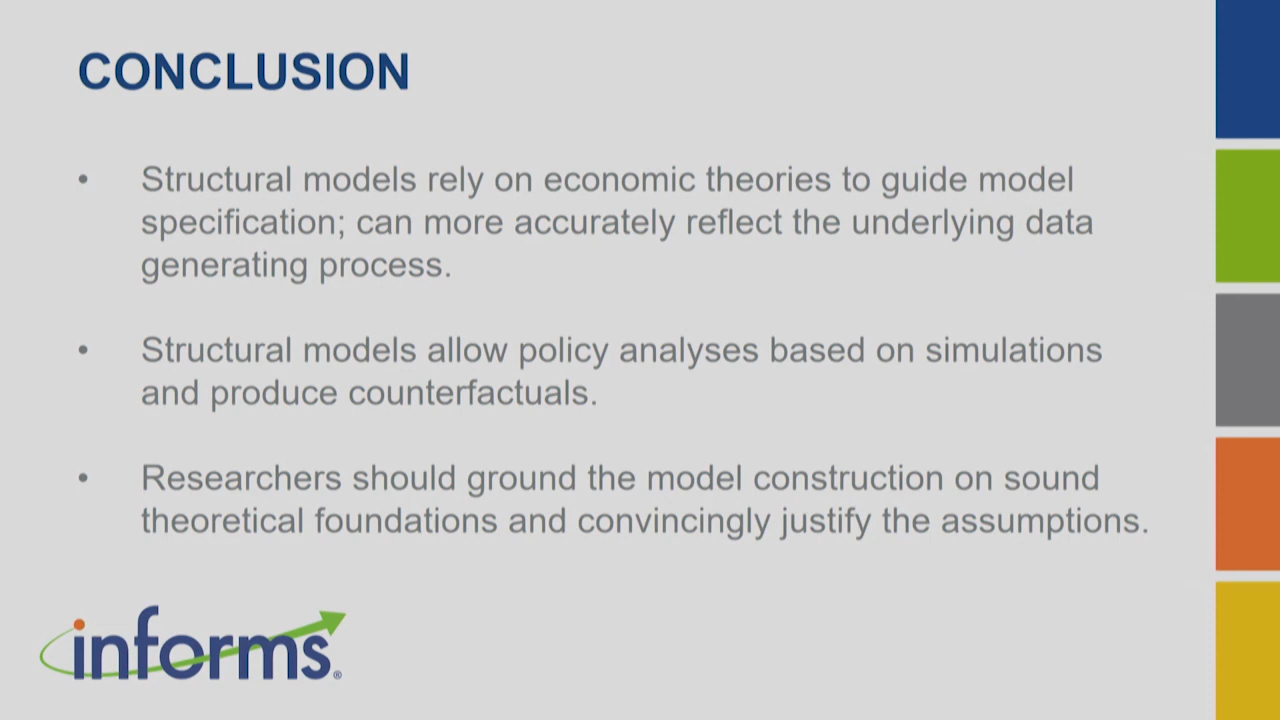 CONCLUSION
• Structural models rely on economic theories to guide model
specification; can more accurately reflect the underlying data
generating process.
• Structural models allow policy analyses based on simulations
and produce counterfactuals.
• Researchers should ground the model construction on sound
theoretical foundations and convincingly justify the assumptions.
informs®